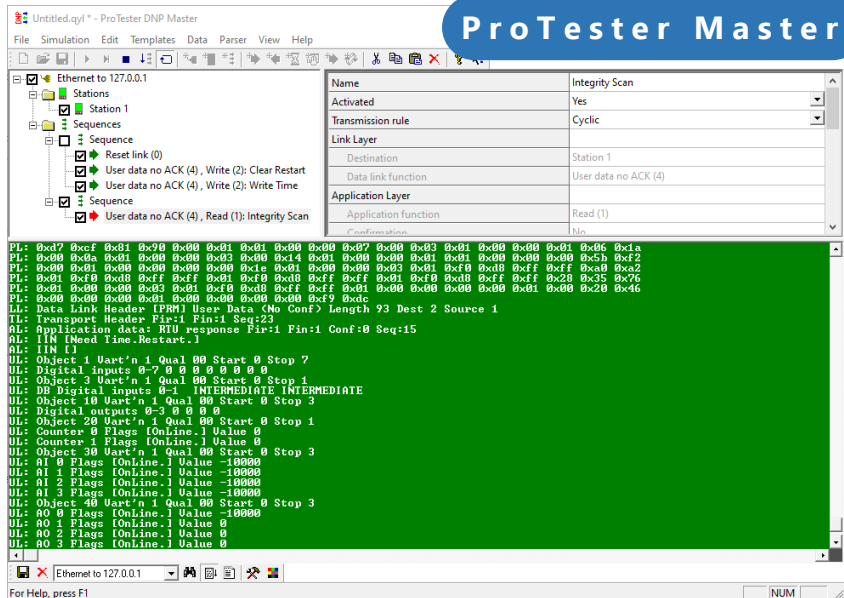 Untitled.qyl * - ProTester DNP Master
ProTester Master
File Simulation Edit Templates Data Parser View Help
Ethernet to 127.0.0.1
Stations
Station 1
Sequences
Sequence
Reset link (0)
User data no ACK (4) , Write (2): Clear Restart
User data no ACK (4) , Write (2): Write Time
Sequence
User data no ACK (4) , Read (1): Integrity Scan
Name Integrity Scan
Activated Yes
Transmission rule Cyclic
Link Layer
Destination Station 1
Data link function User data no ACK (4)
Application Layer
Application function Read (1)
Confirmation No
PL: 0xd7 0xcf 0x81 0x90 0x00 0x01 0x01 0x00 0x00 0x07 0x00 0x03 0x01 0x00 0x00 0x01 0x06 0x1a
PL: 0x00 0x0a 0x01 0x00 0x00 0x03 0x00 0x14 0x01 0x00 0x00 0x01 0x01 0x00 0x00 0x00 0x5b 0xf2
PL: 0x00 0x01 0x00 0x00 0x00 0x00 0x1e 0x01 0x00 0x00 0x03 0x01 0xf0 0xd8 0xff 0xff 0xa0 0xa2
PL: 0x01 0xf0 0xd8 0xff 0xff 0x01 0xf0 0xd8 0xff 0xff 0x01 0xf0 0xd8 0xff 0xff 0x28 0x35 0x76
PL: 0x01 0x00 0x00 0x03 0x01 0xf0 0xd8 0xff 0xff 0x01 0x00 0x00 0x00 0x00 0x01 0x00 0x20 0x46
PL: 0x00 0x00 0x00 0x01 0x00 0x00 0x00 0x00 0xf9 0xdc
LL: Data Link Header [PRM] User Data (No Conf) Length 93 Dest 2 Source 1
TL: Transport Header Fir:1 Fin:1 Seq:23
AL: Application data: RTU response Fir:1 Fin:1 Conf:0 Seq:15
AL: IIN [Need Time.Restart.]
AL: IIN []
UL: Object 1 Vart'n 1 Qual 00 Start 0 Stop 7
UL: Digital inputs 0-7 0 0 0 0 0 0 0 0
UL: Object 3 Vart'n 1 Qual 00 Start 0 Stop 1
UL: DB Digital inputs 0-1 INTERMEDIATE INTERMEDIATE
UL: Object 10 Vart'n 1 Qual 00 Start 0 Stop 3
UL: Digital outputs 0-3 0 0 0 0
UL: Object 20 Vart'n 1 Qual 00 Start 0 Stop 1
UL: Counter 0 Flags [OnLine.] Value 0
UL: Counter 1 Flags [OnLine.] Value 0
UL: Object 30 Vart'n 1 Qual 00 Start 0 Stop 3
UL: AI 0 Flags [OnLine.] Value -10000
UL: AI 1 Flags [OnLine.] Value -10000
UL: AI 2 Flags [OnLine.] Value -10000
UL: AI 3 Flags [OnLine.] Value -10000
UL: Object 40 Vart'n 1 Qual 00 Start 0 Stop 3
UL: AO 0 Flags [OnLine.] Value -10000
UL: AO 1 Flags [OnLine.] Value 0
UL: AO 2 Flags [OnLine.] Value 0
UL: AO 3 Flags [OnLine.] Value 0
Ethernet to 127.0.0.1
For Help, press F1 NUM